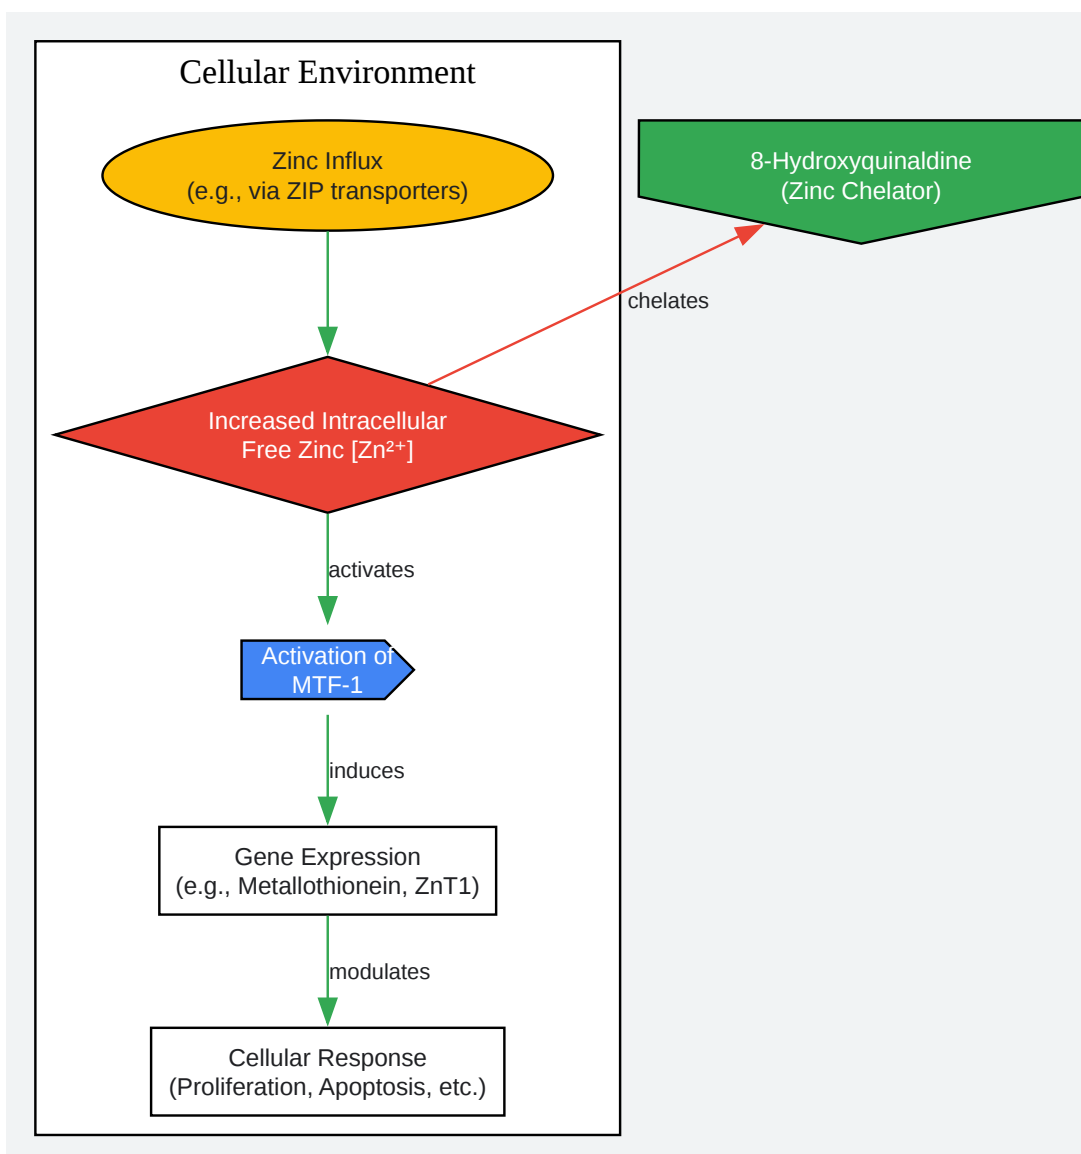 Cellular Environment
Zinc Influx
(e.g., via ZIP transporters)
8-Hydroxyquinaldine
(Zinc Chelator)
chelates
Increased Intracellular
Free Zinc [Zn²⁺]
activates
Activation of
MTF-1
induces
Gene Expression
(e.g., Metallothionein, ZnT1)
modulates
Cellular Response
(Proliferation, Apoptosis, etc.)